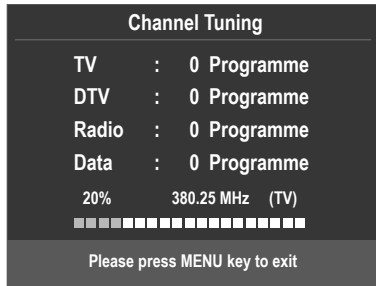 Channel Tuning
TV : 0 Programme
DTV : 0 Programme
Radio : 0 Programme
Data : 0 Programme
20% 380.25 MHz (TV)
Please press MENU key to exit